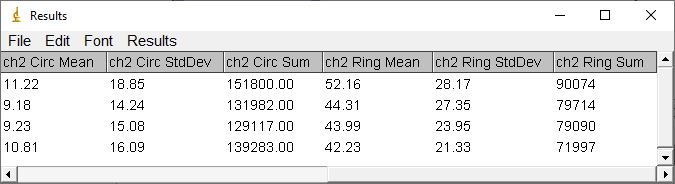 Results
File Edit Font Results
ch2 Circ Mean ch2 Circ StdDev ch2 Circ Sum ch2 Ring Mean ch2 Ring StdDev ch2 Ring Sum
11.22 18.85 151800.00 52.16 28.17 90074
9.18 14.24 131982.00 44.31 27.35 79714
9.23 15.08 129117.00 43.99 23.95 79090
10.81 16.09 139283.00 42.23 21.33 71997